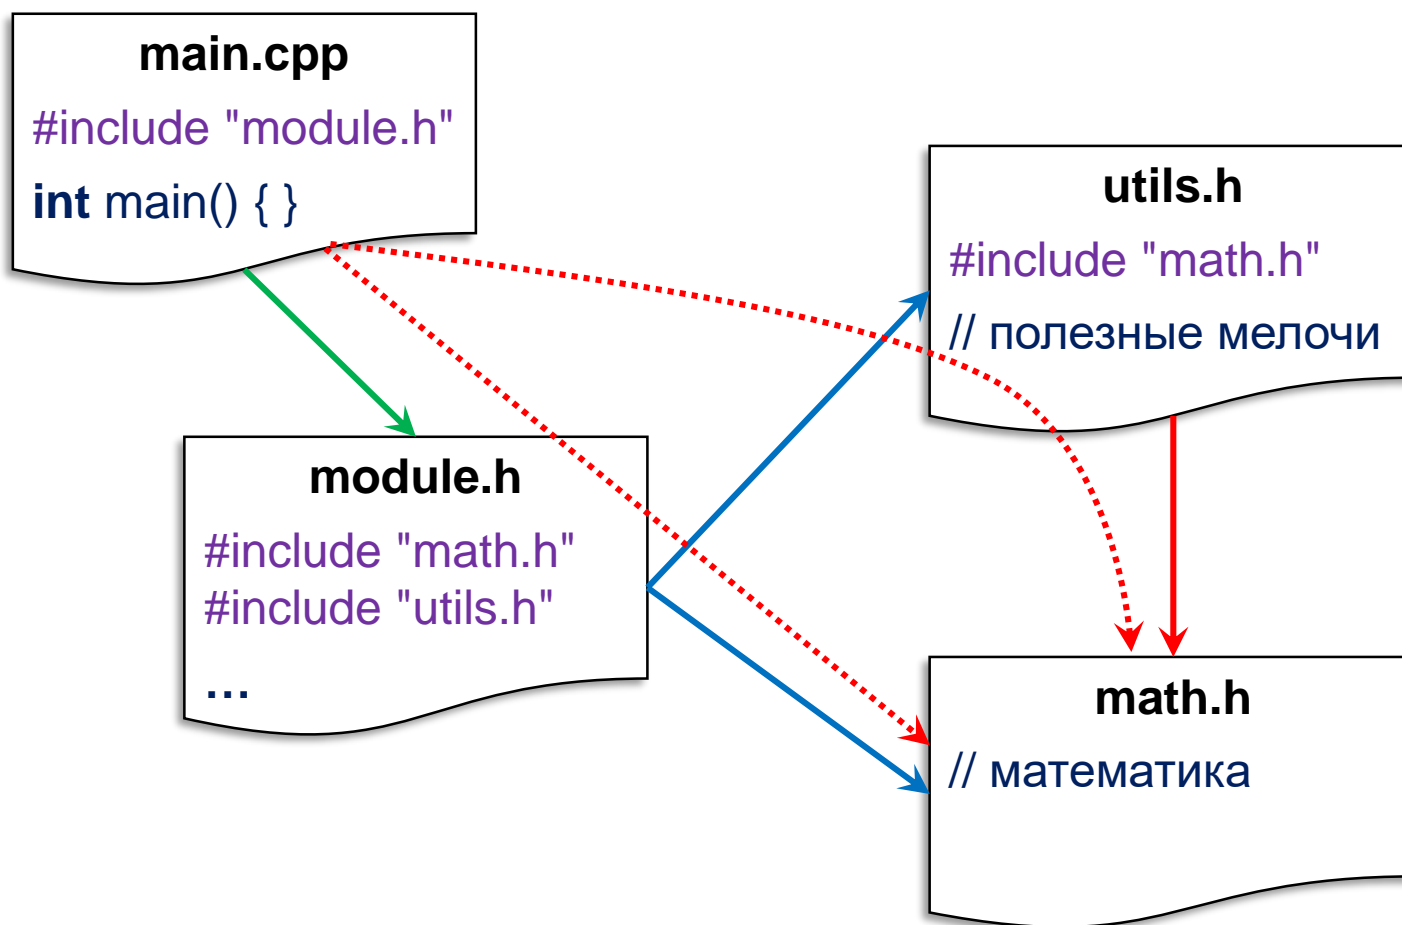 main.cpp
#include "module.h"
int main() { }
utils.h
#include "math.h"
// полезные мелочи
module.h
#include "math.h"
#include "utils.h"
…
math.h
// математика